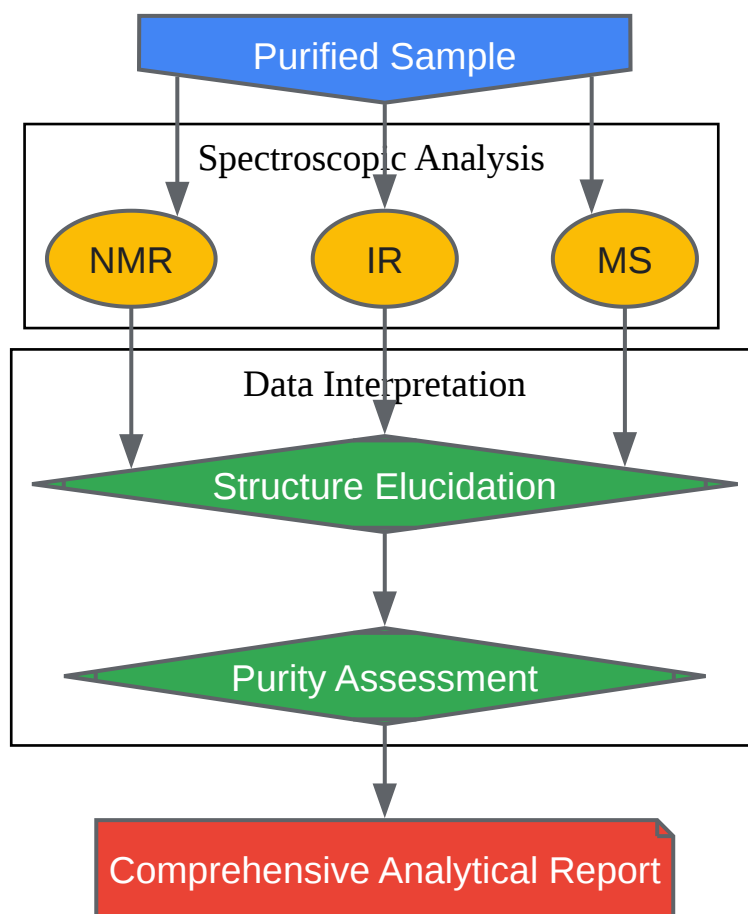 Purified Sample
Spectroscopic Analysis
NMR
IR
MS
Data Interpretation
Structure Elucidation
Purity Assessment
Comprehensive Analytical Report